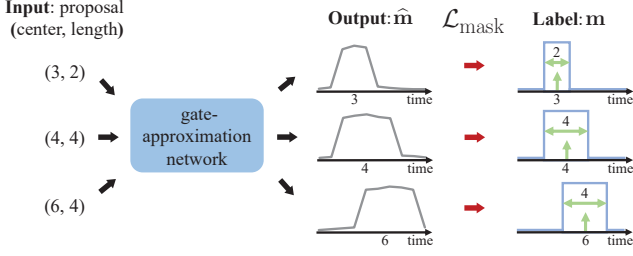 Input: proposal
(center, length)
Output: m̂
ℒmask
Label: m
(3, 2)
(4, 4)
(6, 4)
gate-
approximation
network
3 time
4 time
6 time
2
3 time
4
4 time
4
6 time